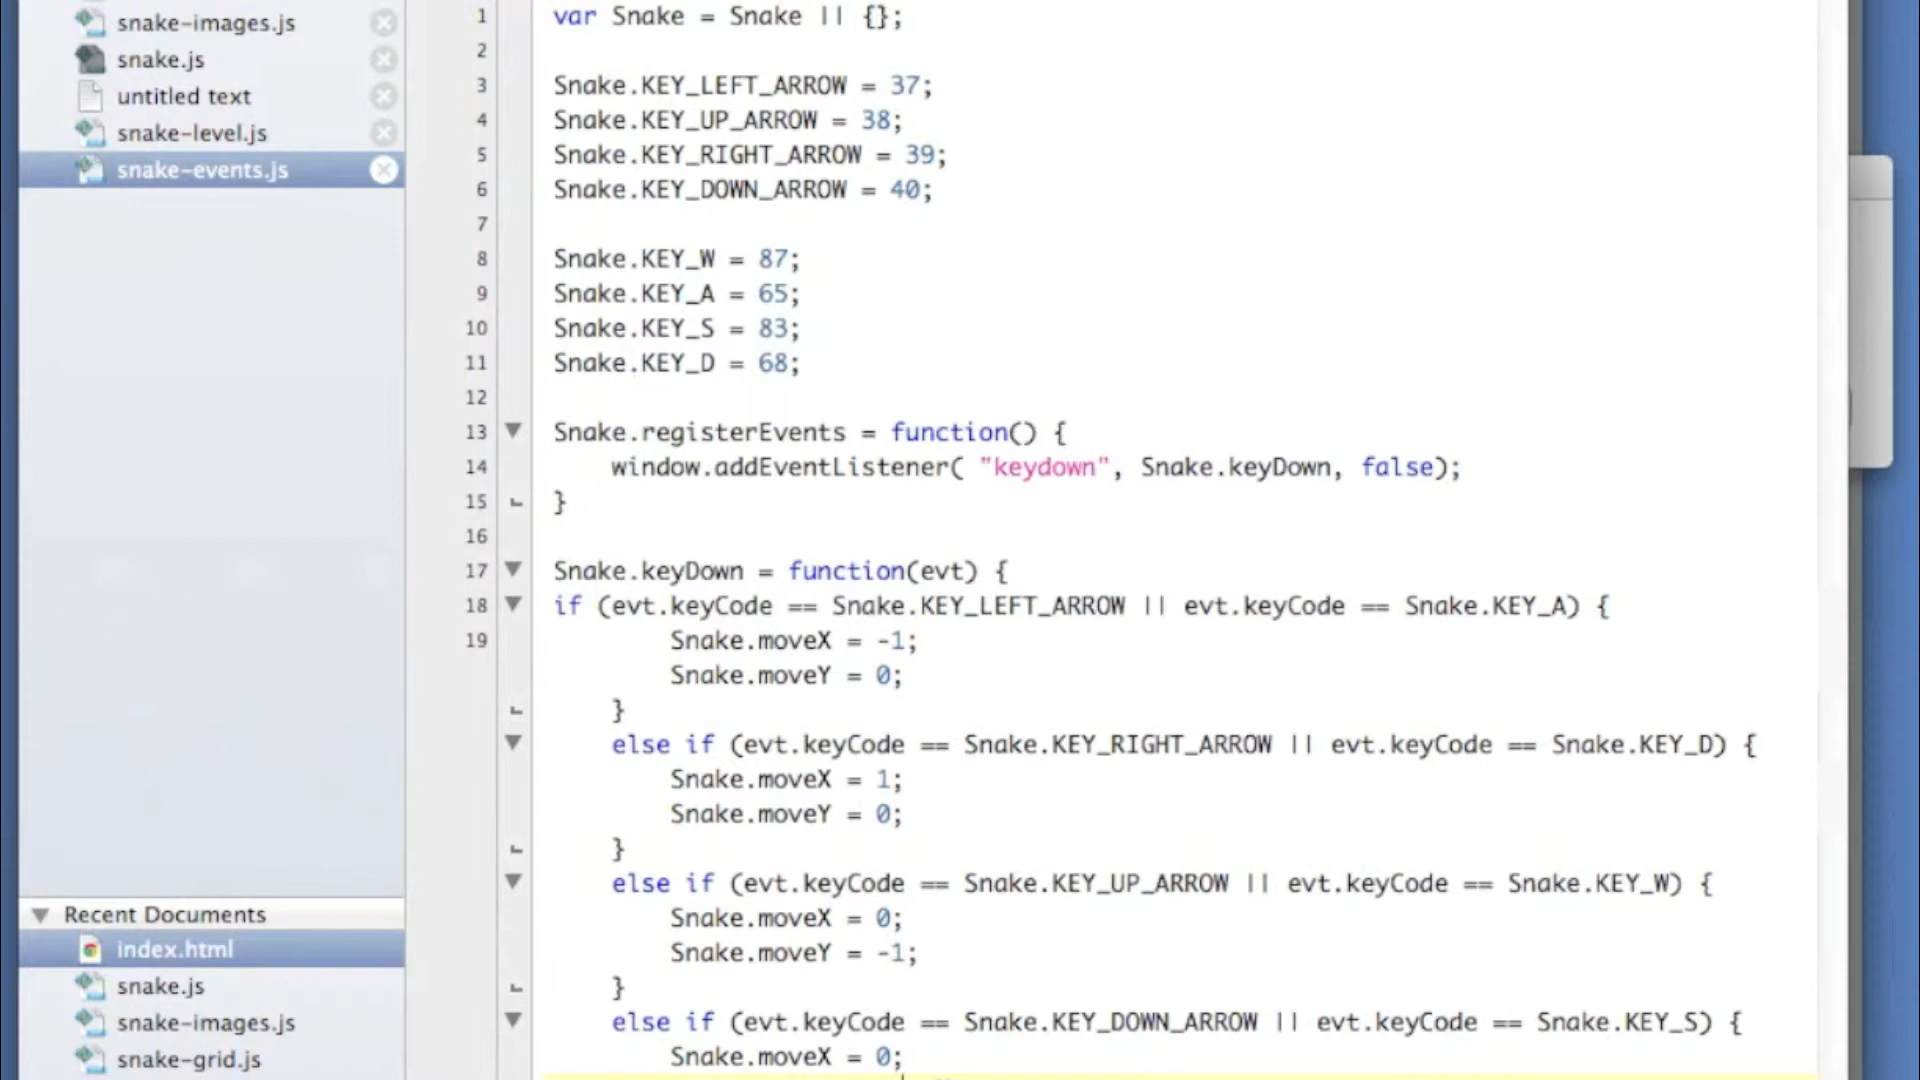 snake-images.js
snake.js
untitled text
snake-level.js
snake-events.js
Recent Documents
index.html
snake.js
snake-images.js
snake-grid.js
1 var Snake = Snake || {};
2
3 Snake.KEY_LEFT_ARROW = 37;
4 Snake.KEY_UP_ARROW = 38;
5 Snake.KEY_RIGHT_ARROW = 39;
6 Snake.KEY_DOWN_ARROW = 40;
7
8 Snake.KEY_W = 87;
9 Snake.KEY_A = 65;
10 Snake.KEY_S = 83;
11 Snake.KEY_D = 68;
12
13 Snake.registerEvents = function() {
14 window.addEventListener( "keydown", Snake.keyDown, false);
15 }
16
17 Snake.keyDown = function(evt) {
18 if (evt.keyCode == Snake.KEY_LEFT_ARROW || evt.keyCode == Snake.KEY_A) {
19 Snake.moveX = -1;
Snake.moveY = 0;
}
else if (evt.keyCode == Snake.KEY_RIGHT_ARROW || evt.keyCode == Snake.KEY_D) {
Snake.moveX = 1;
Snake.moveY = 0;
}
else if (evt.keyCode == Snake.KEY_UP_ARROW || evt.keyCode == Snake.KEY_W) {
Snake.moveX = 0;
Snake.moveY = -1;
}
else if (evt.keyCode == Snake.KEY_DOWN_ARROW || evt.keyCode == Snake.KEY_S) {
Snake.moveX = 0;